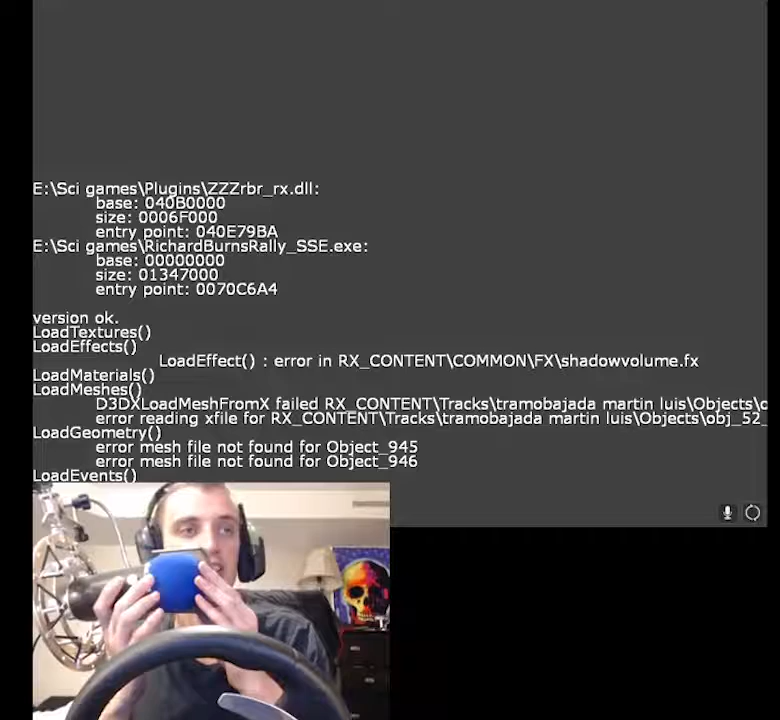 E:\Sci games\Plugins\ZZZrbr_rx.dll:
base: 040B0000
size: 0006F000
entry point: 040E79BA
E:\Sci games\RichardBurnsRally_SSE.exe:
base: 00000000
size: 01347000
entry point: 0070C6A4
version ok.
LoadTextures()
LoadEffects()
LoadEffect() : error in RX_CONTENT\COMMON\FX\shadowvolume.fx
LoadMaterials()
LoadMeshes()
D3DXLoadMeshFromX failed RX_CONTENT\Tracks\tramobajada martin luis\Objects\o
error reading xfile for RX_CONTENT\Tracks\tramobajada martin luis\Objects\obj_52_
LoadGeometry()
error mesh file not found for Object_945
error mesh file not found for Object_946
LoadEvents()